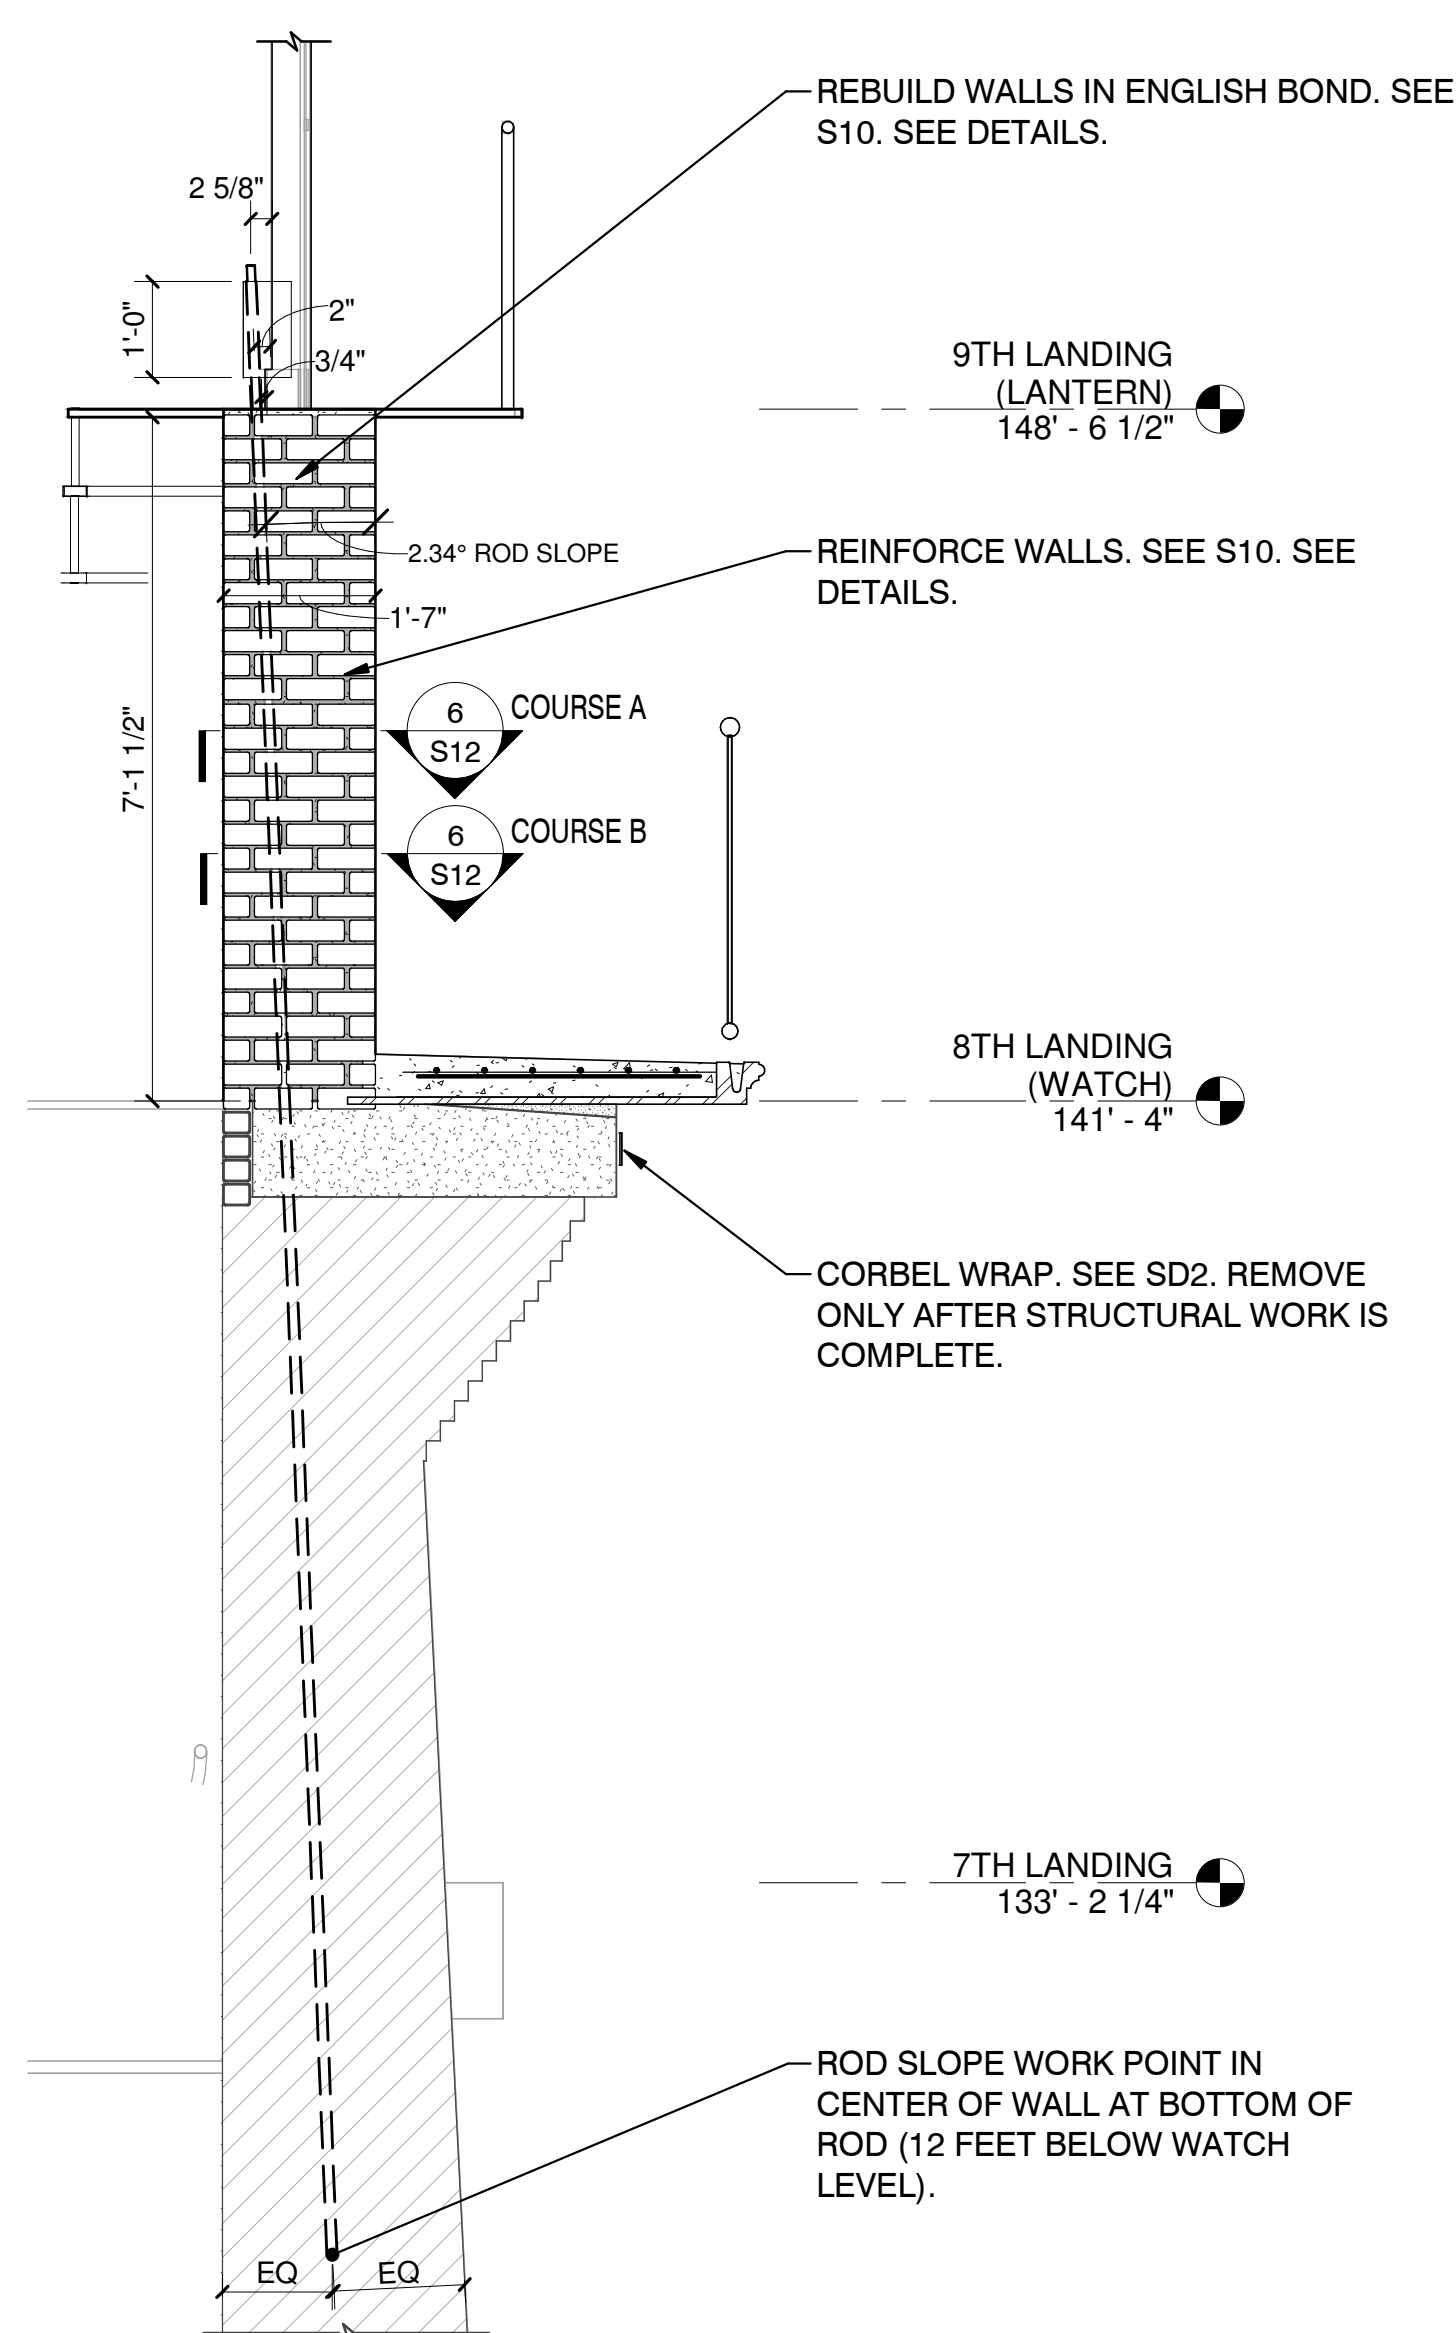 REBUILD WALLS IN ENGLISH BOND. SEE
S10. SEE DETAILS.
2 5/8"
1'-0"
2"
3/4"
9TH LANDING
(LANTERN)
148' - 6 1/2"
2.34° ROD SLOPE
REINFORCE WALLS. SEE S10. SEE
DETAILS.
1'-7"
7'-1 1/2"
6
S12
COURSE A
6
S12
COURSE B
8TH LANDING
(WATCH)
141' - 4"
CORBEL WRAP. SEE SD2. REMOVE
ONLY AFTER STRUCTURAL WORK IS
COMPLETE.
7TH LANDING
133' - 2 1/4"
ROD SLOPE WORK POINT IN
CENTER OF WALL AT BOTTOM OF
ROD (12 FEET BELOW WATCH
LEVEL).
EQ
EQ